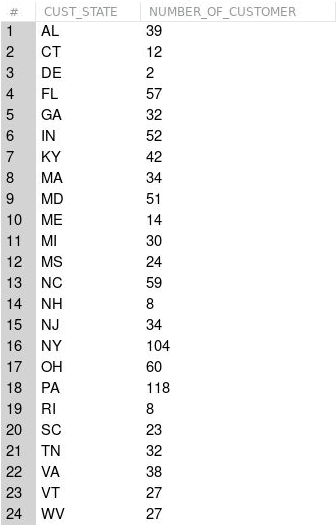 # CUST_STATE NUMBER_OF_CUSTOMER
1 AL 39
2 CT 12
3 DE 2
4 FL 57
5 GA 32
6 IN 52
7 KY 42
8 MA 34
9 MD 51
10 ME 14
11 MI 30
12 MS 24
13 NC 59
14 NH 8
15 NJ 34
16 NY 104
17 OH 60
18 PA 118
19 RI 8
20 SC 23
21 TN 32
22 VA 38
23 VT 27
24 WV 27